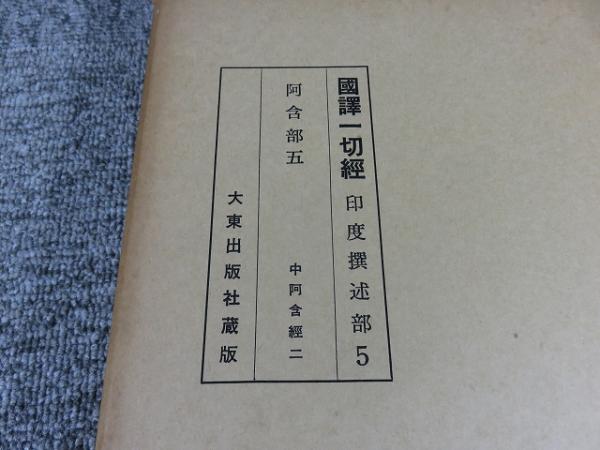 國譯一切經 印度撰述部 5
阿含部五 中阿含經二
大東出版社蔵版